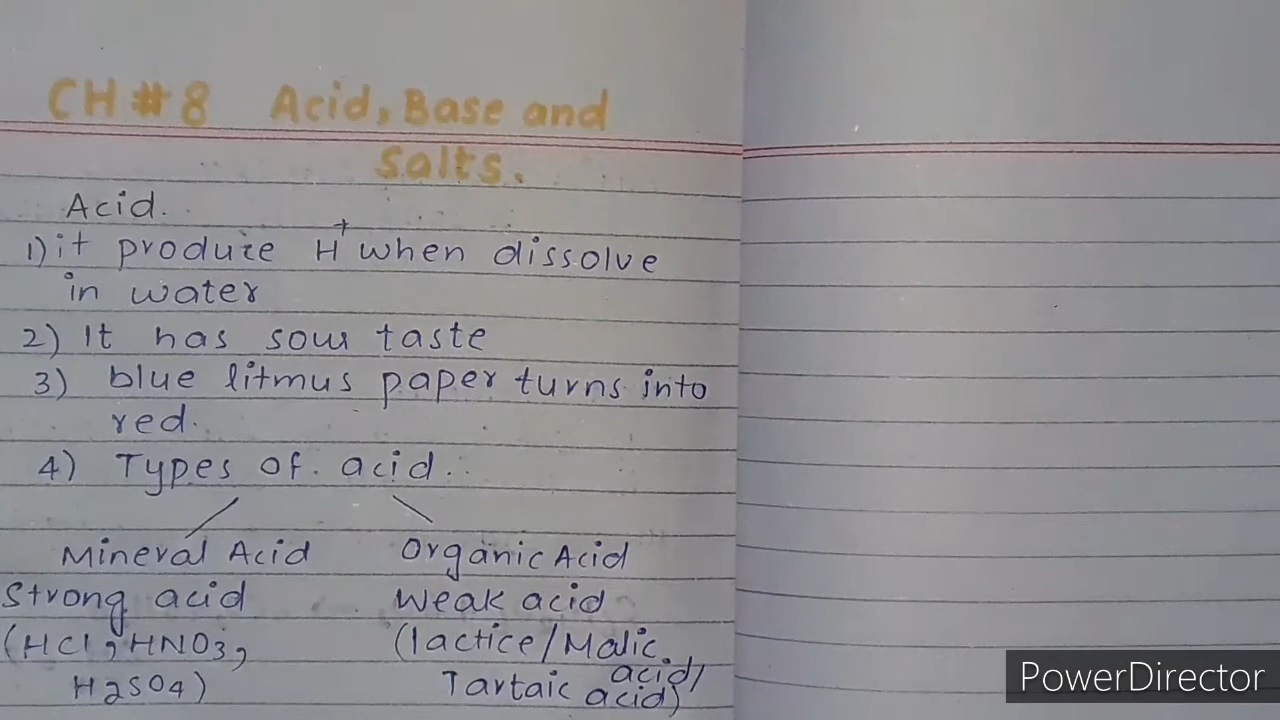 CH # 8 Acid, Base and
salts.
Acid.
1) it produce H+ when dissolve
in water
2) It has sour taste
3) blue litmus paper turns into
red.
4) Types of acid.
Mineral Acid Organic Acid
Strong acid Weak acid
(HCl, HNO3, (lactice/Malic
acid/
H2SO4) Tartaic acid)
PowerDirector